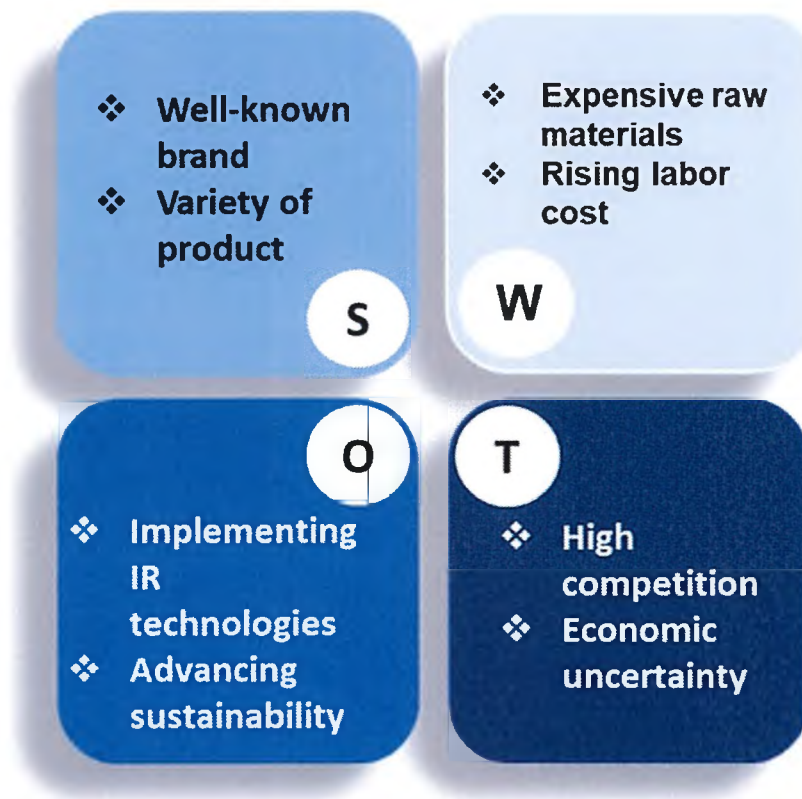 ❖ Well-known
brand
❖ Variety of
product
S
❖ Expensive raw
materials
❖ Rising labor
cost
W
O
❖ Implementing
IR
technologies
❖ Advancing
sustainability
T
❖ High
competition
❖ Economic
uncertainty